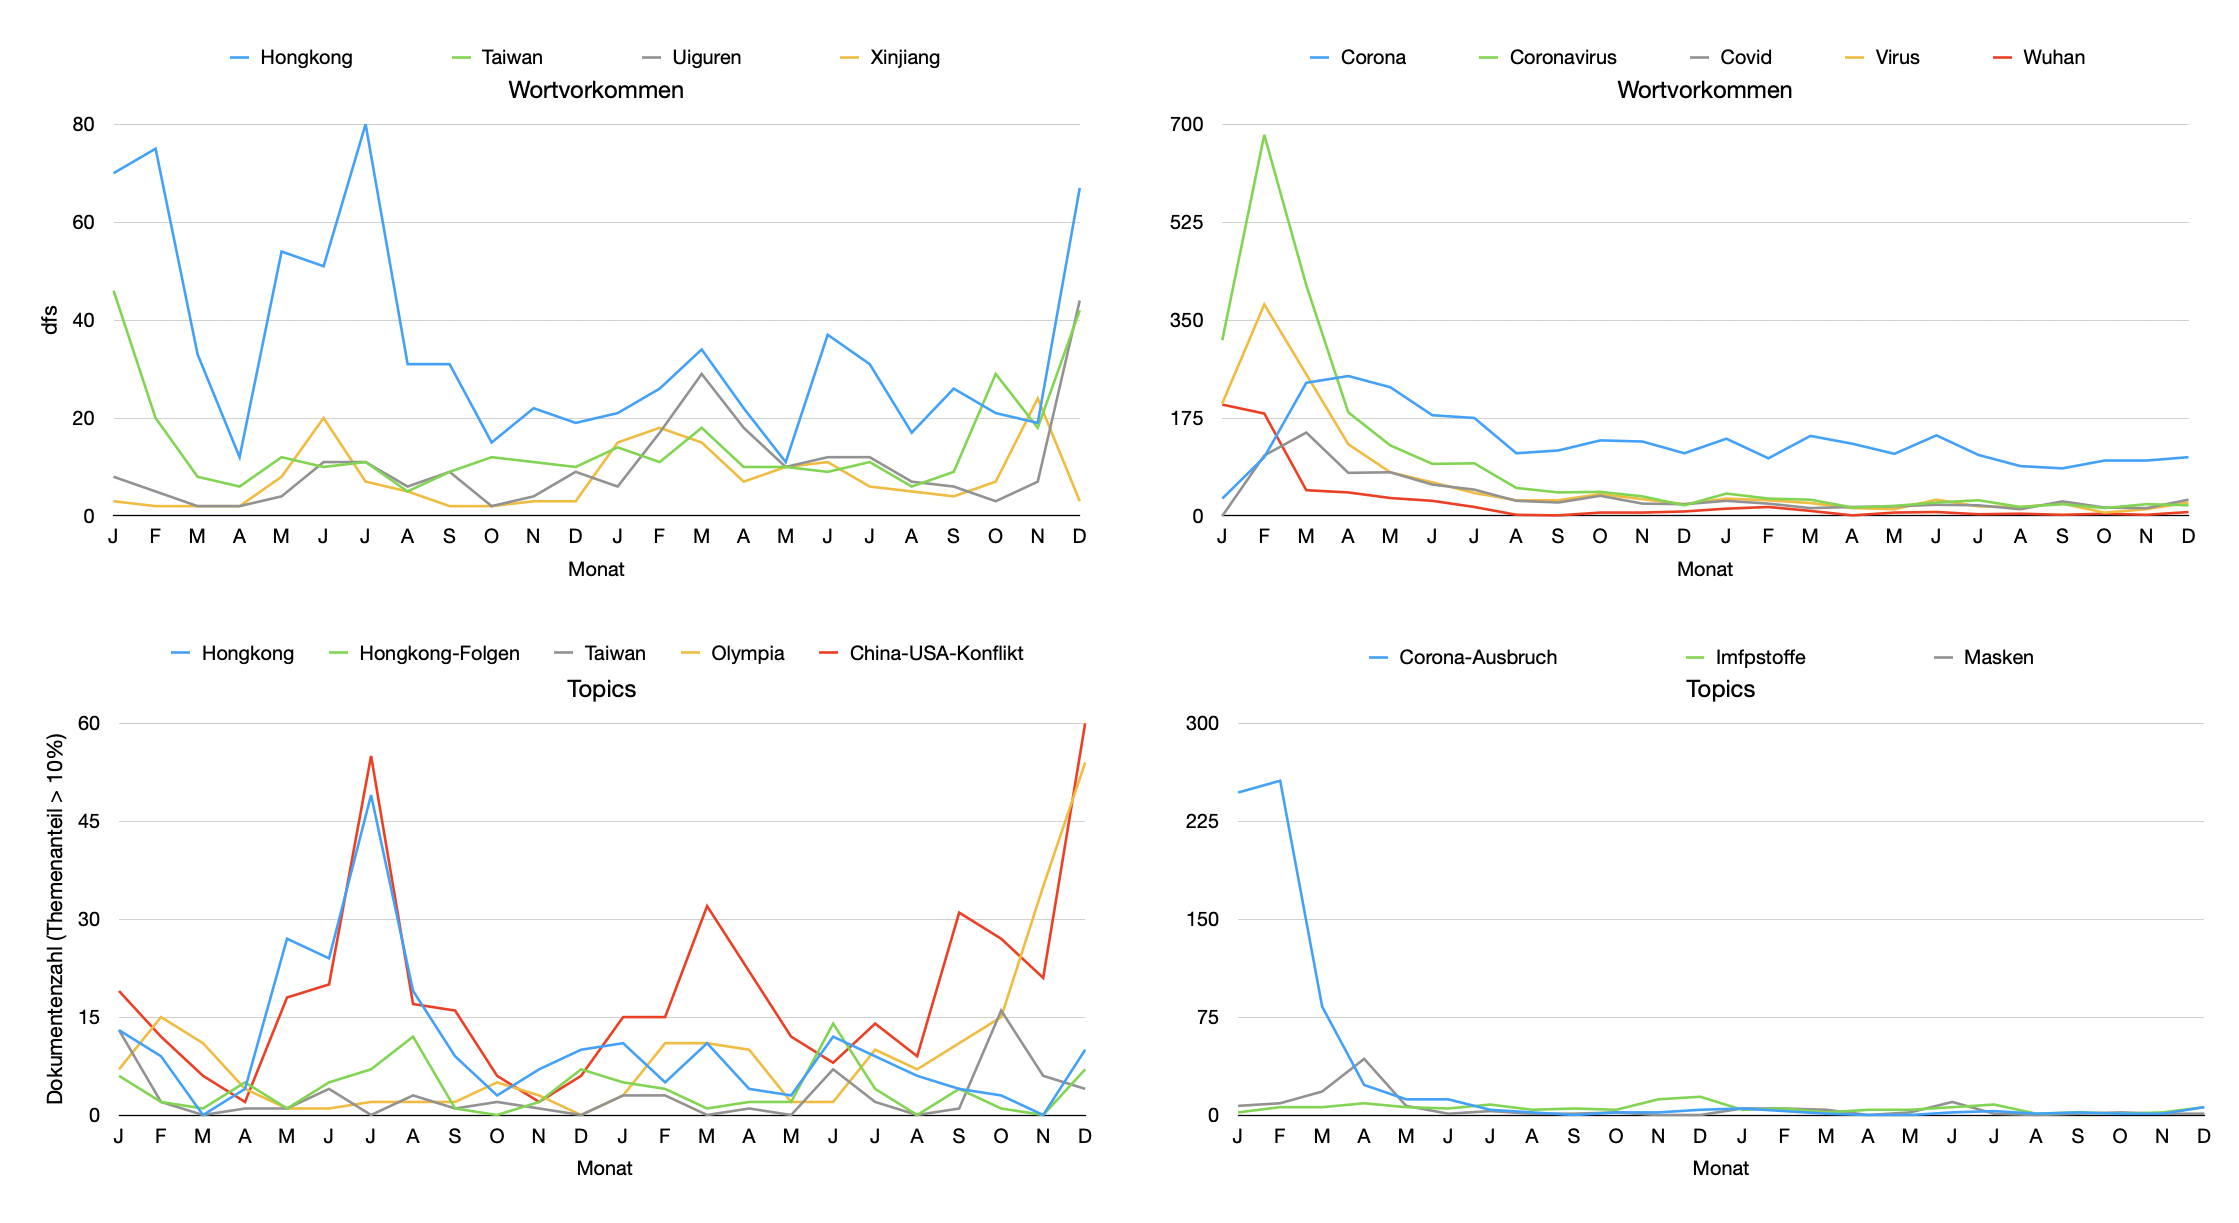 Hongkong Taiwan Uiguren Xinjiang
Wortvorkommen
80
60
40
20
0
dfs
J F M A M J J A S O N D J F M A M J J A S O N D
Monat
Corona Coronavirus Covid Virus Wuhan
Wortvorkommen
700
525
350
175
0
J F M A M J J A S O N D J F M A M J J A S O N D
Monat
Hongkong Hongkong-Folgen Taiwan Olympia China-USA-Konflikt
Topics
60
45
30
15
0
Dokumentenzahl (Themenanteil > 10%)
J F M A M J J A S O N D J F M A M J J A S O N D
Monat
Corona-Ausbruch Imfpstoffe Masken
Topics
300
225
150
75
0
J F M A M J J A S O N D J F M A M J J A S O N D
Monat